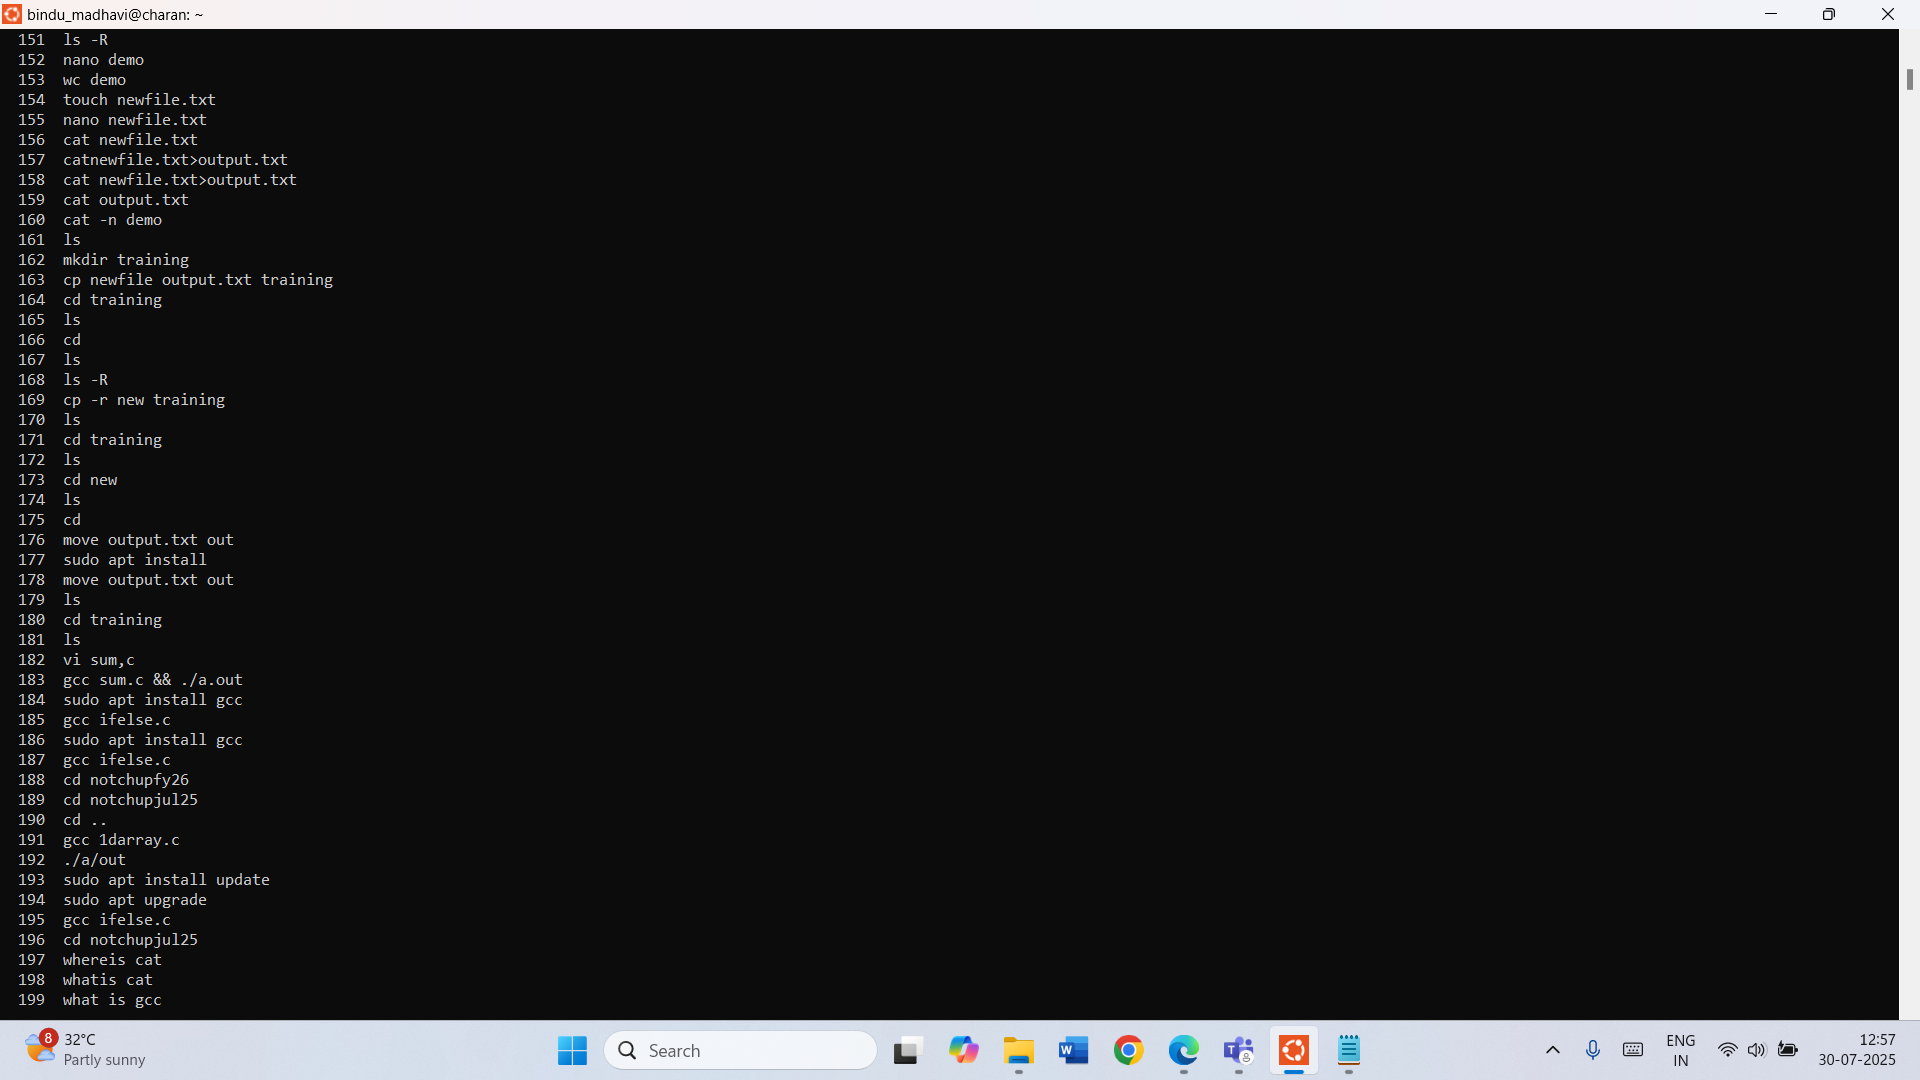 bindu_madhavi@charan: ~
151 ls -R
152 nano demo
153 wc demo
154 touch newfile.txt
155 nano newfile.txt
156 cat newfile.txt
157 catnewfile.txt>output.txt
158 cat newfile.txt>output.txt
159 cat output.txt
160 cat -n demo
161 ls
162 mkdir training
163 cp newfile output.txt training
164 cd training
165 ls
166 cd
167 ls
168 ls -R
169 cp -r new training
170 ls
171 cd training
172 ls
173 cd new
174 ls
175 cd
176 move output.txt out
177 sudo apt install
178 move output.txt out
179 ls
180 cd training
181 ls
182 vi sum,c
183 gcc sum.c && ./a.out
184 sudo apt install gcc
185 gcc ifelse.c
186 sudo apt install gcc
187 gcc ifelse.c
188 cd notchupfy26
189 cd notchupjul25
190 cd ..
191 gcc 1darray.c
192 ./a/out
193 sudo apt install update
194 sudo apt upgrade
195 gcc ifelse.c
196 cd notchupjul25
197 whereis cat
198 whatis cat
199 what is gcc
8
32°C
Partly sunny
Search
W
T
ENG
IN
12:57
30-07-2025